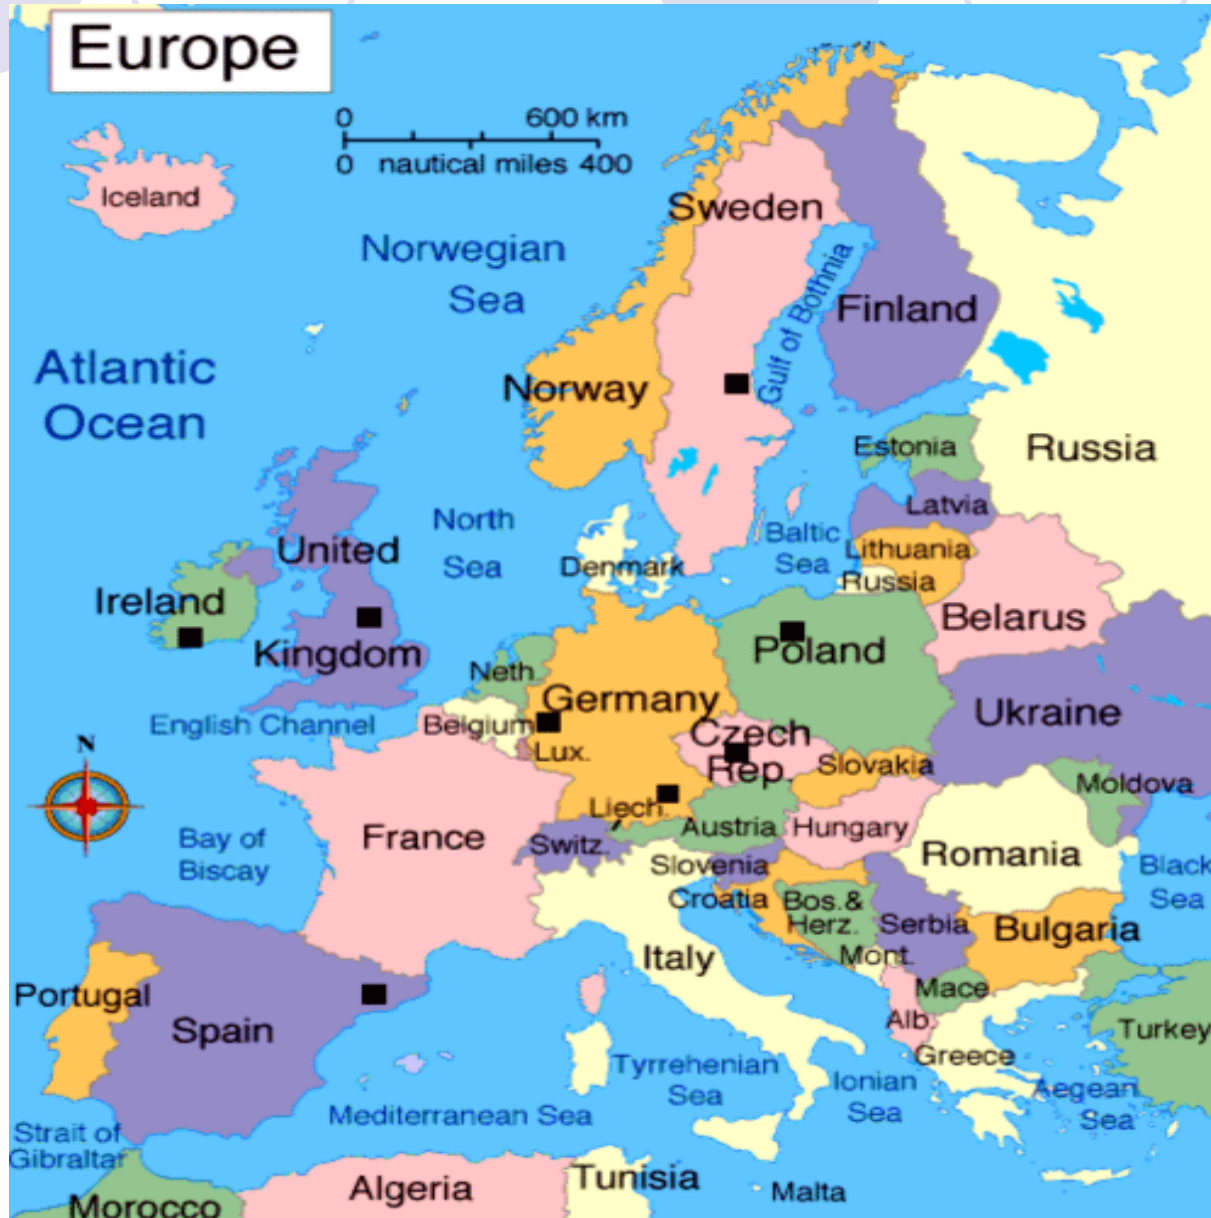 Europe
0 600 km
0 nautical miles 400
Iceland
Sweden
Norwegian
Sea
Gulf of Bothnia
Finland
Atlantic
Ocean
Norway
Estonia
Russia
Latvia
North
Sea
Baltic
Sea
Lithuania
Russia
United
Kingdom
Denmark
Ireland
Belarus
Poland
Neth.
Germany
English Channel
Belgium
Lux.
Czech
Rep.
Ukraine
Slovakia
N
Moldova
Liech.
Bay of
Biscay
France
Switz.
Austria
Hungary
Slovenia
Romania
Black
Sea
Croatia
Bos.&
Herz.
Serbia
Bulgaria
Italy
Mont.
Portugal
Spain
Mace.
Alb.
Turkey
Greece
Tyrrehenian
Sea
Ionian
Sea
Aegean
Sea
Mediterranean Sea
Strait of
Gibraltar
Morocco
Algeria
Tunisia
Malta